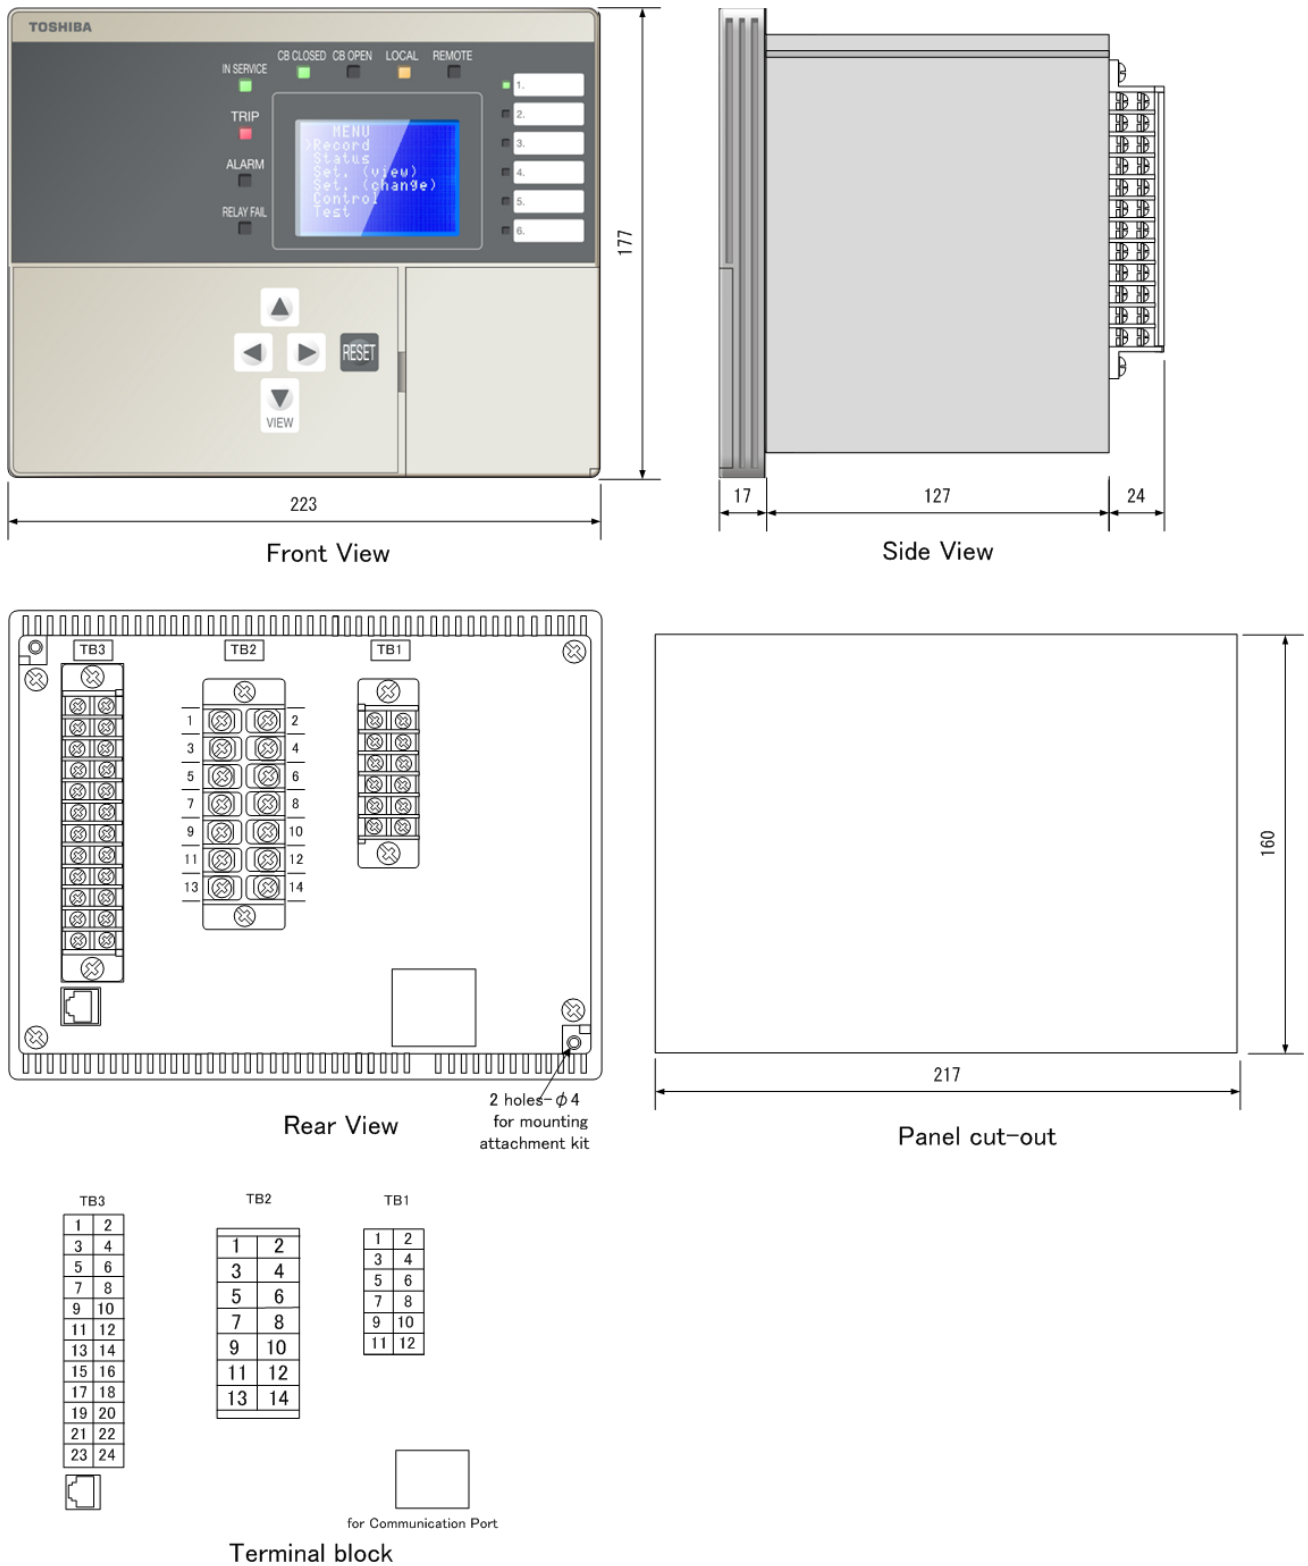 TOSHIBA
CB CLOSED CB OPEN LOCAL REMOTE
IN SERVICE
TRIP
ALARM
RELAY FAIL
MENU
>Record
Status
Set. (view)
Set. (change)
Control
Test
1.
2.
3.
4.
5.
6.
RESET
VIEW
177
223
Front View
17 127 24
Side View
TB3 TB2 TB1
1 2
3 4
5 6
7 8
9 10
11 12
13 14
2 holes-φ4
for mounting
attachment kit
Rear View
160
217
Panel cut-out
TB3
1 2
3 4
5 6
7 8
9 10
11 12
13 14
15 16
17 18
19 20
21 22
23 24
TB2
1 2
3 4
5 6
7 8
9 10
11 12
13 14
TB1
1 2
3 4
5 6
7 8
9 10
11 12
for Communication Port
Terminal block